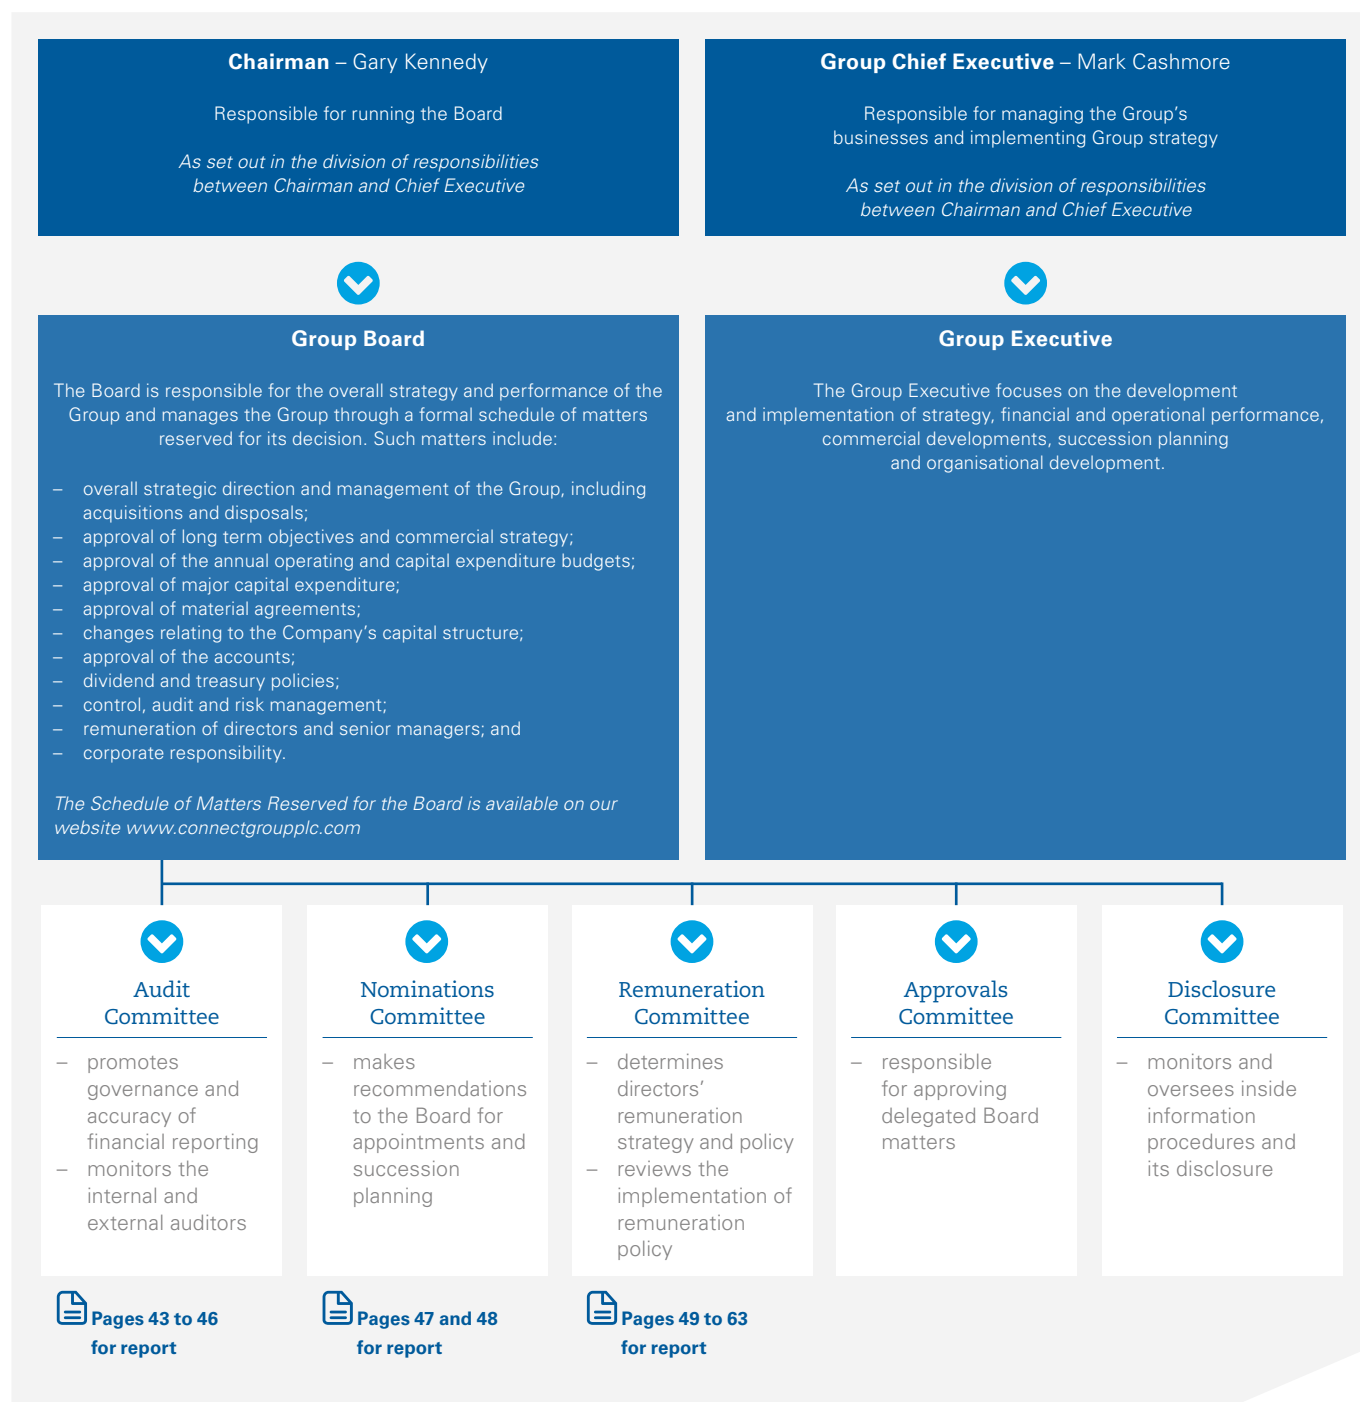 Chairman – Gary Kennedy
Responsible for running the Board
As set out in the division of responsibilities
between Chairman and Chief Executive
Group Chief Executive – Mark Cashmore
Responsible for managing the Group’s
businesses and implementing Group strategy
As set out in the division of responsibilities
between Chairman and Chief Executive
Group Board
The Board is responsible for the overall strategy and performance of the
Group and manages the Group through a formal schedule of matters
reserved for its decision. Such matters include:
– overall strategic direction and management of the Group, including
acquisitions and disposals;
– approval of long term objectives and commercial strategy;
– approval of the annual operating and capital expenditure budgets;
– approval of major capital expenditure;
– approval of material agreements;
– changes relating to the Company’s capital structure;
– approval of the accounts;
– dividend and treasury policies;
– control, audit and risk management;
– remuneration of directors and senior managers; and
– corporate responsibility.
The Schedule of Matters Reserved for the Board is available on our
website www.connectgroupplc.com
Group Executive
The Group Executive focuses on the development
and implementation of strategy, financial and operational performance,
commercial developments, succession planning
and organisational development.
Audit
Committee
– promotes
governance and
accuracy of
financial reporting
– monitors the
internal and
external auditors
Pages 43 to 46
for report
Nominations
Committee
– makes
recommendations
to the Board for
appointments and
succession
planning
Pages 47 and 48
for report
Remuneration
Committee
– determines
directors’
remuneration
strategy and policy
– reviews the
implementation of
remuneration
policy
Pages 49 to 63
for report
Approvals
Committee
– responsible
for approving
delegated Board
matters
Disclosure
Committee
– monitors and
oversees inside
information
procedures and
its disclosure